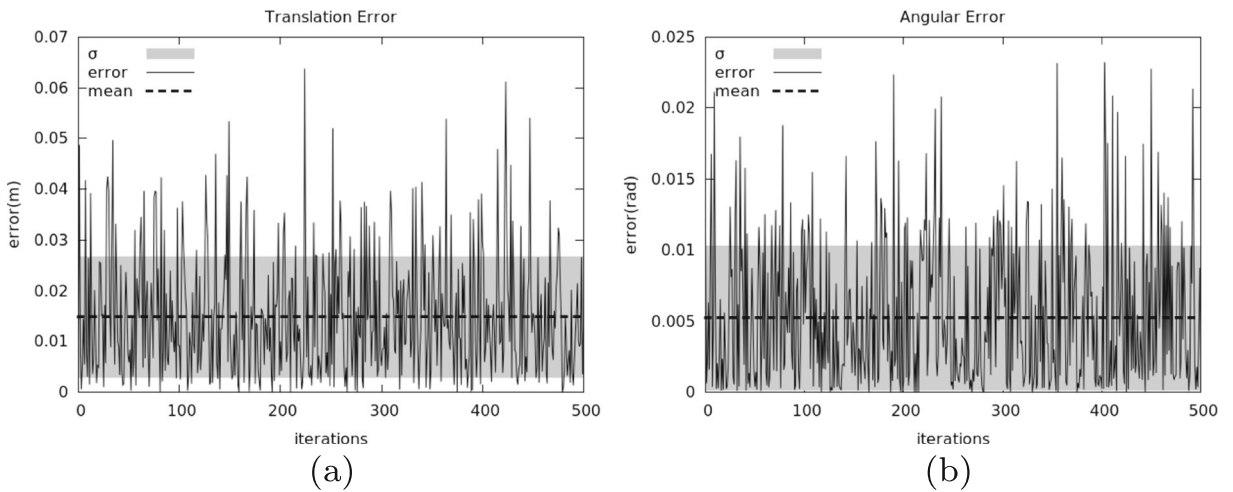 Translation Error
0.07
0.06
0.05
0.04
0.03
0.02
0.01
0
error(m)
σ
error
mean
0 100 200 300 400 500
iterations
(a)
Angular Error
0.025
0.02
0.015
0.01
0.005
0
error(rad)
σ
error
mean
0 100 200 300 400 500
iterations
(b)